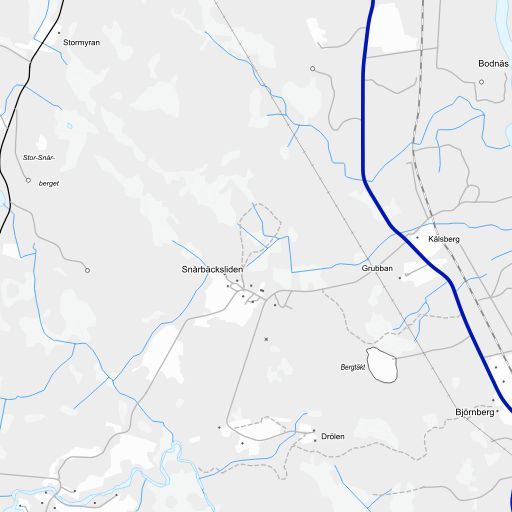 Stormyran
Bodnäs
Stor-Snår-
berget
Kälsberg
Snårbäcksliden
Grubban
Bergtäkt
Björnberg
Drölen